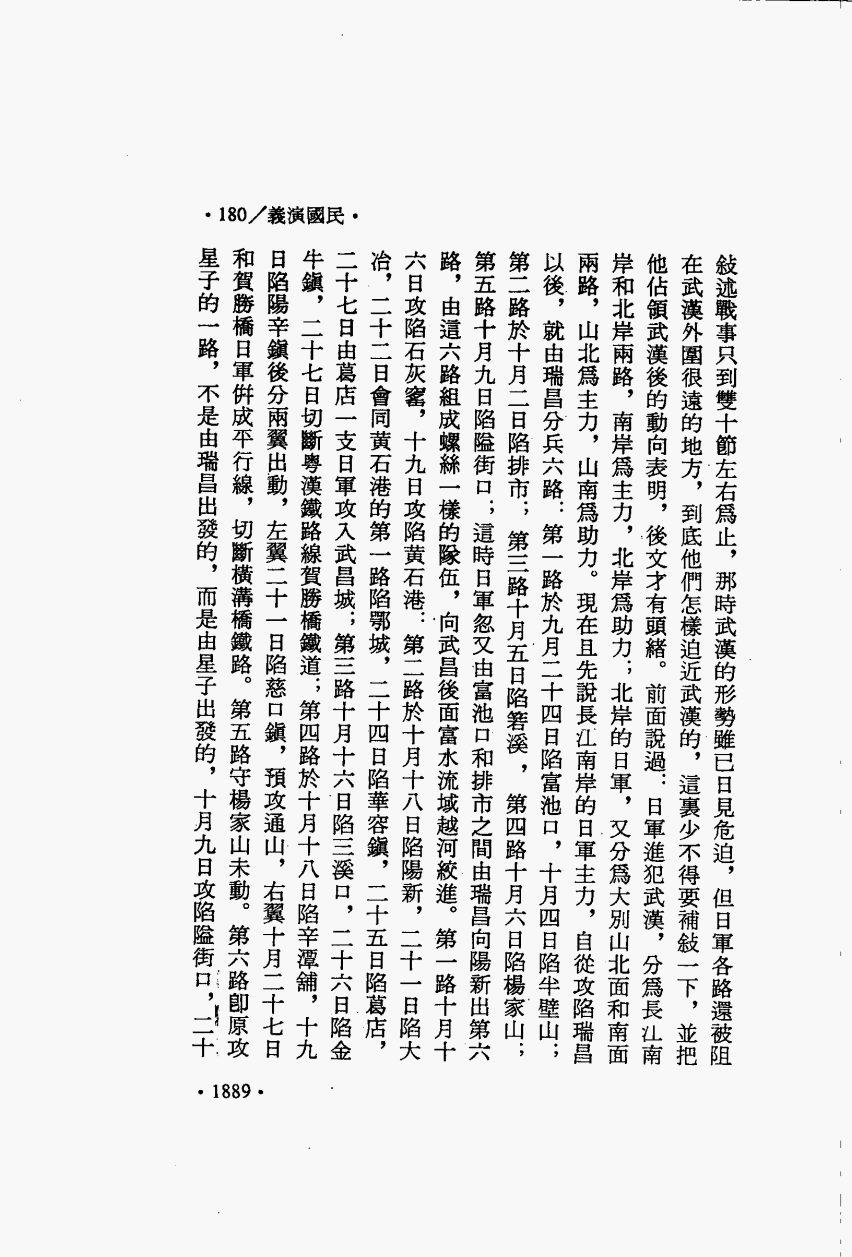 •180／義演國民•
敍述戰事只到雙十節左右爲止，那時武漢的形勢雖已日見危迫，但日軍各路還被阻
在武漢外圍很遠的地方，到底他們怎樣迫近武漢的，這裏少不得要補敍一下，並把
他佔領武漢後的動向表明，後文才有頭緒。前面說過：日軍進犯武漢，分爲長江南
岸和北岸兩路，南岸爲主力，北岸爲助力；北岸的日軍，又分爲大別山北面和南面
兩路，山北爲主力，山南爲助力。現在且先說長江南岸的日軍主力，自從攻陷瑞昌
以後，就由瑞昌分兵六路：第一路於九月二十四日陷富池口，十月四日陷半壁山；
第二路於十月二日陷排市；第三路十月五日陷箬溪，第四路十月六日陷楊家山；
第五路十月九日陷隘街口；這時日軍忽又由富池口和排市之間由瑞昌向陽新出第六
路，由這六路組成螺絲一樣的隊伍，向武昌後面富水流域越河絞進。第一路十月十
六日攻陷石灰窰，十九日攻陷黃石港：第二路於十月十八日陷陽新，二十一日陷大
冶，二十二日會同黃石港的第一路陷鄂城，二十四日陷華容鎭，二十五日陷葛店，
二十七日由葛店一支日軍攻入武昌城；第三路十月十六日陷三溪口，二十六日陷金
牛鎭，二十七日切斷粵漢鐵路線賀勝橋鐵道；第四路於十月十八日陷辛潭舖，十九
日陷陽辛鎭後分兩翼出動，左翼二十一日陷慈口鎭，預攻通山，右翼十月二十七日
和賀勝橋日軍倂成平行線，切斷橫溝橋鐵路。第五路守楊家山未動。第六路卽原攻
星子的一路，不是由瑞昌出發的，而是由星子出發的，十月九日攻陷隘街口，二十
•1889•